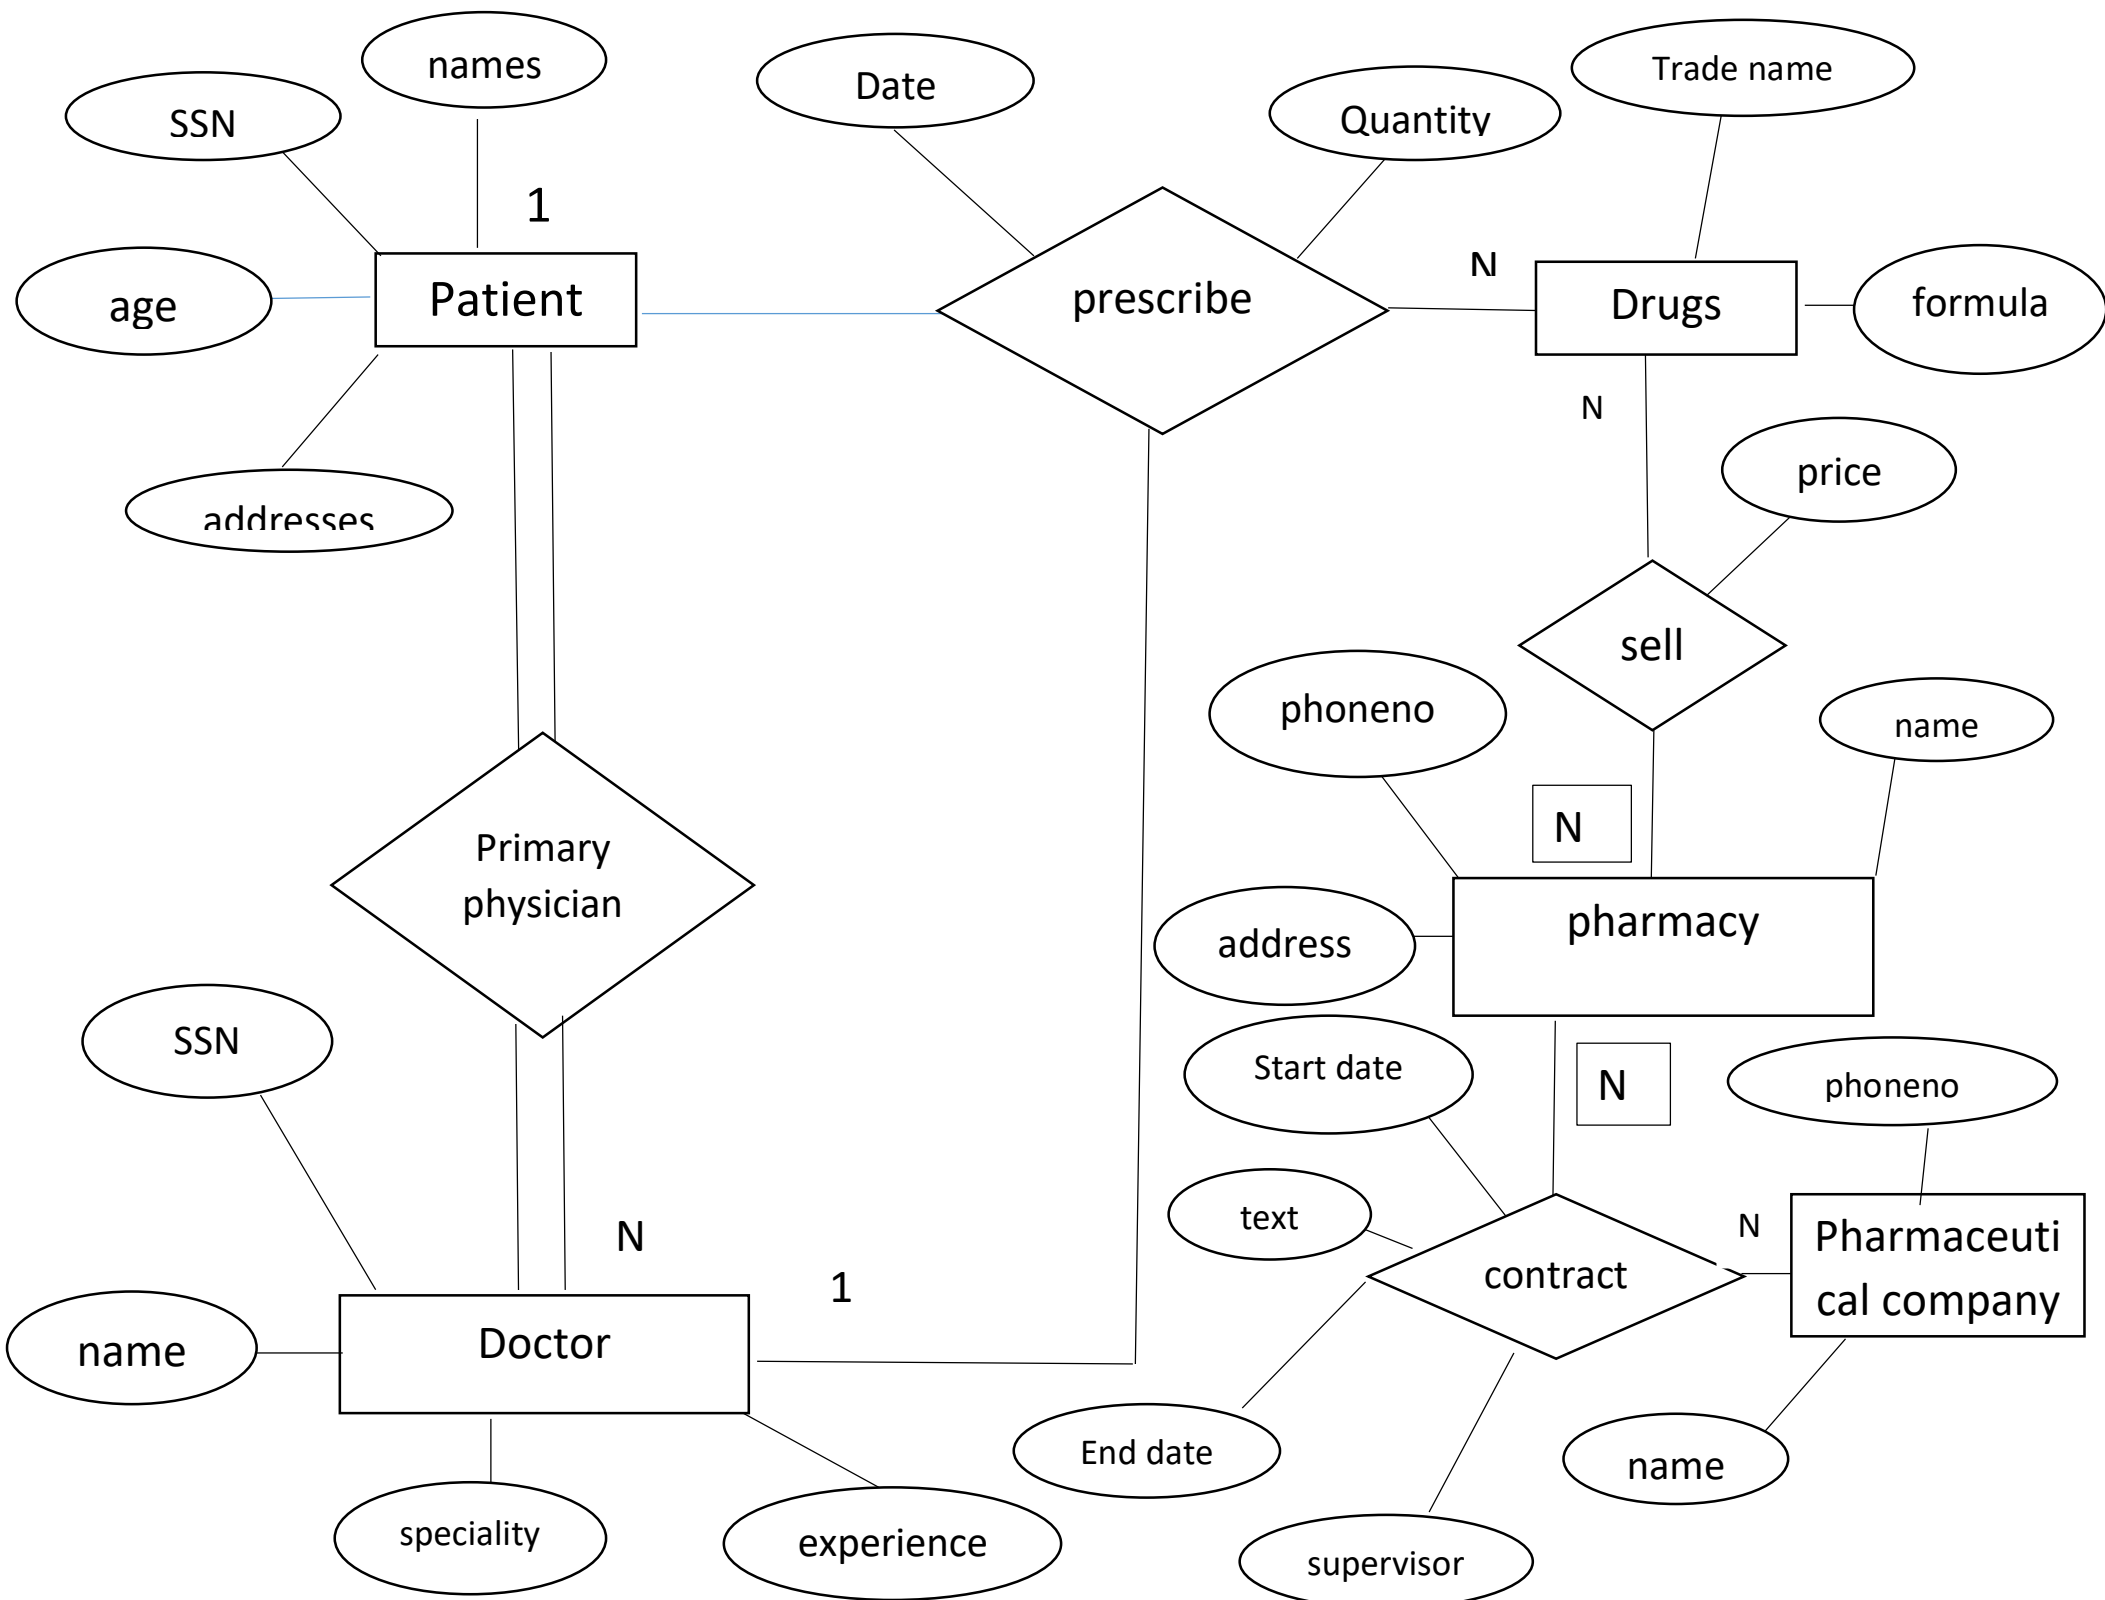 names
Trade name
Date
SSN
Quantity
1
N
Patient
prescribe
Drugs
formula
age
N
price
addresses
sell
phoneno
name
N
Primary
physician
pharmacy
address
SSN
Start date
N
phoneno
text
N
N
Pharmaceuti
cal company
contract
1
Doctor
name
End date
name
speciality
experience
supervisor